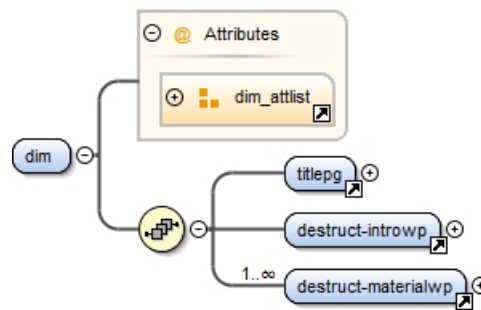 @ Attributes
dim_attlist
dim
titlepg
destruct-introwp
1..∞
destruct-materialwp